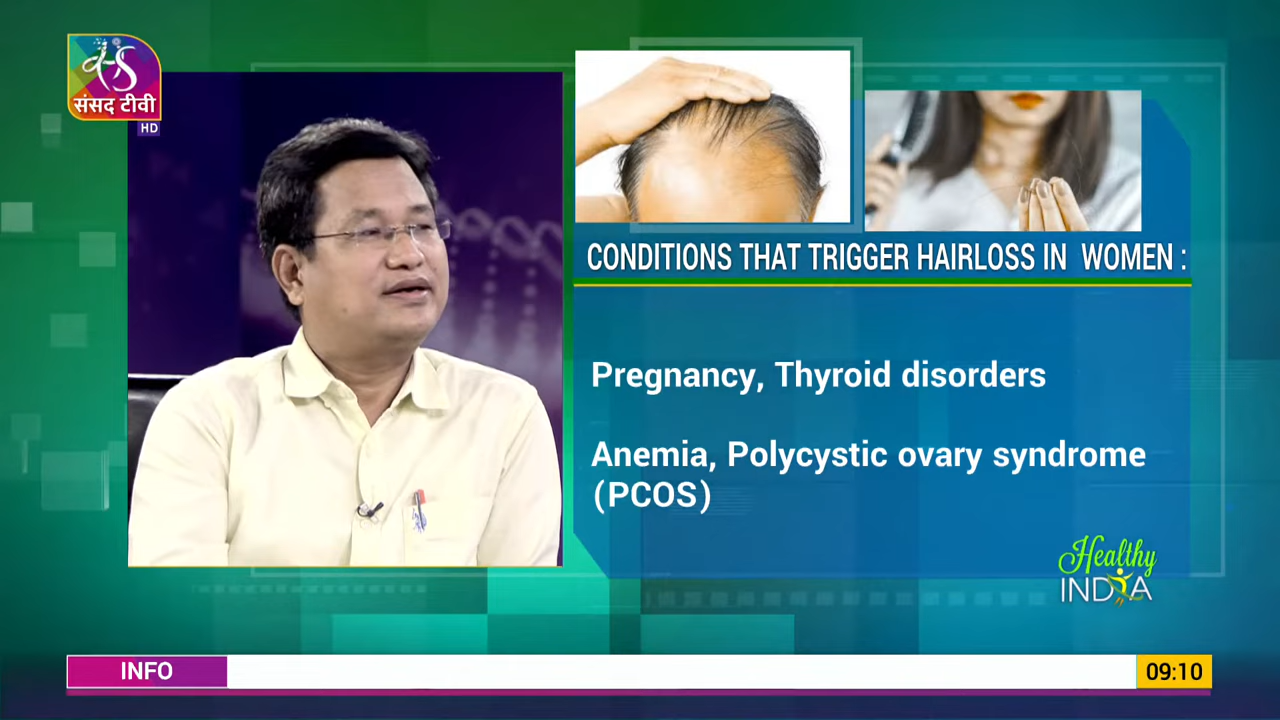 संसद टीवी
HD
CONDITIONS THAT TRIGGER HAIRLOSS IN WOMEN :
Pregnancy, Thyroid disorders
Anemia, Polycystic ovary syndrome
(PCOS)
Healthy
INDIA
INFO
09:10